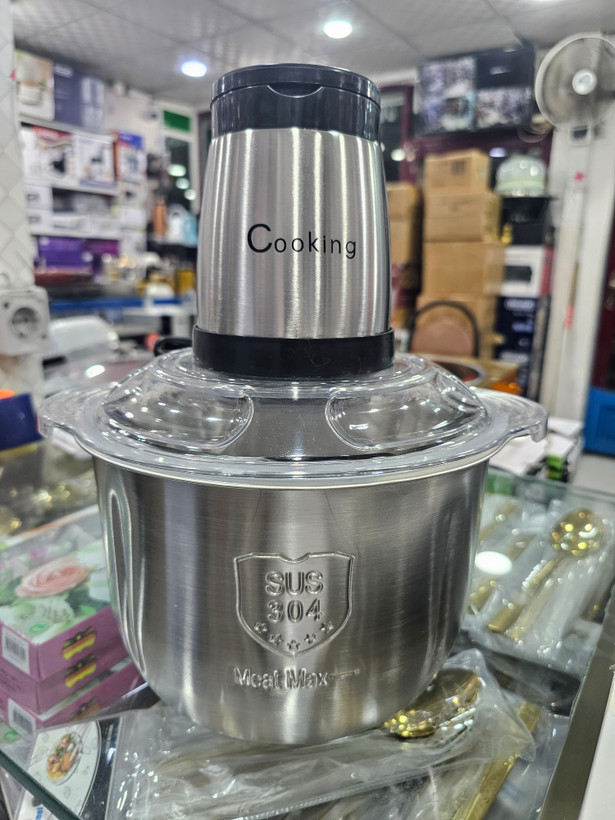 Cooking
SUS
304
Meat Max